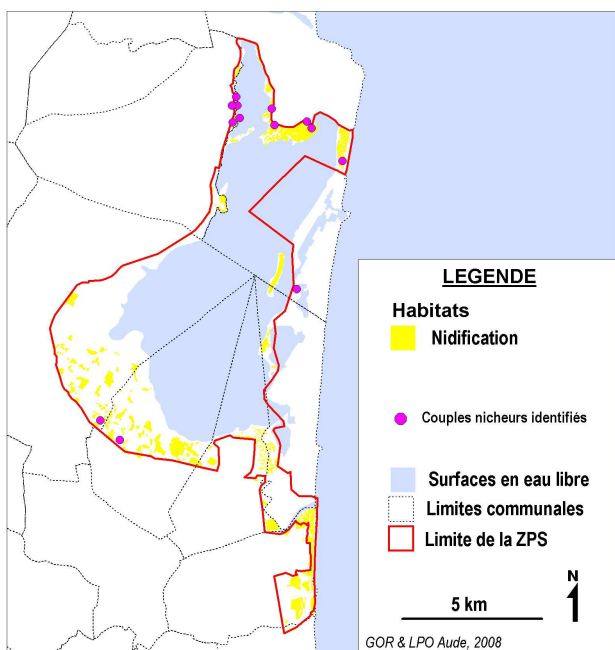 LEGENDE
Habitats
Nidification
Couples nicheurs identifiés
Surfaces en eau libre
Limites communales
Limite de la ZPS
N
5 km
GOR & LPO Aude, 2008